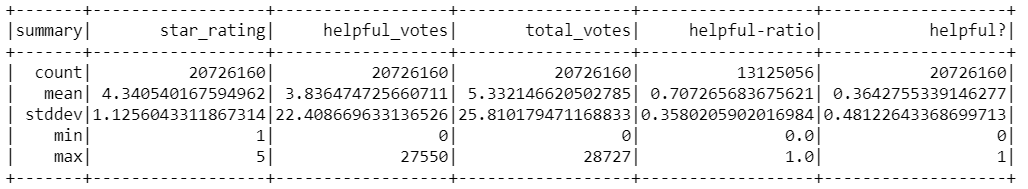 +-------+------------------+------------------+------------------+------------------+-------------------+
|summary|       star_rating|     helpful_votes|       total_votes|     helpful-ratio|           helpful?|
+-------+------------------+------------------+------------------+------------------+-------------------+
|  count|          20726160|          20726160|          20726160|          13125056|           20726160|
|   mean| 4.340540167594962| 3.836474725660711| 5.332146620502785| 0.707265683675621| 0.3642755339146277|
| stddev|1.1256043311867314|22.408669633136526|25.810179471168833|0.3580205902016984|0.48122643368699713|
|    min|                 1|                 0|                 0|               0.0|                  0|
|    max|                 5|             27550|             28727|               1.0|                  1|
+-------+------------------+------------------+------------------+------------------+-------------------+